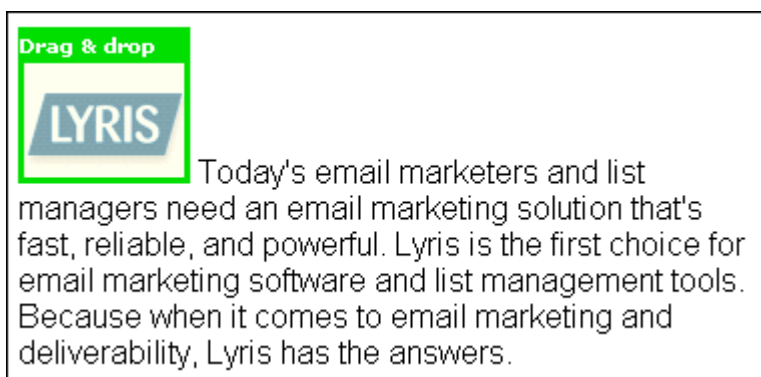 Drag & drop
LYRIS
Today's email marketers and list
managers need an email marketing solution that's
fast, reliable, and powerful. Lyris is the first choice for
email marketing software and list management tools.
Because when it comes to email marketing and
deliverability, Lyris has the answers.